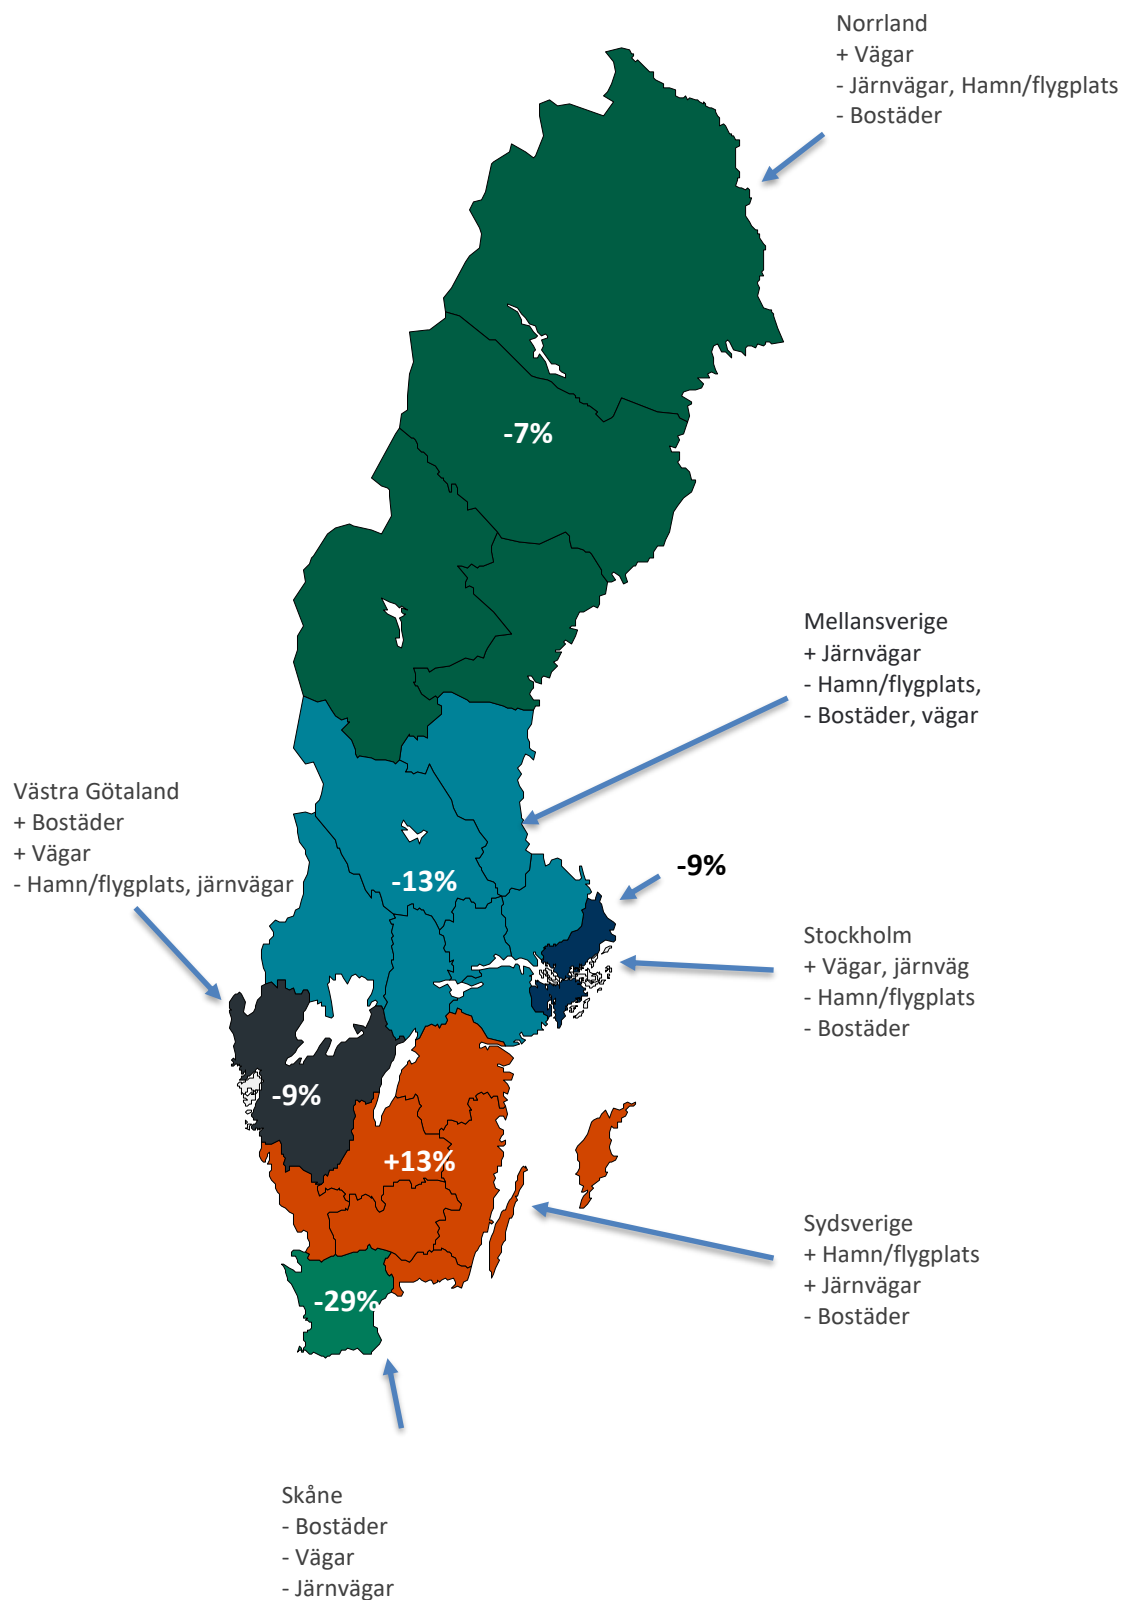 Norrland
+ Vägar
- Järnvägar, Hamn/flygplats
- Bostäder
-7%
Mellansverige
+ Järnvägar
- Hamn/flygplats,
- Bostäder, vägar
Västra Götaland
+ Bostäder
+ Vägar
- Hamn/flygplats, järnvägar
-13%
-9%
Stockholm
+ Vägar, järnväg
- Hamn/flygplats
- Bostäder
-9%
+13%
Sydsverige
+ Hamn/flygplats
+ Järnvägar
- Bostäder
-29%
Skåne
- Bostäder
- Vägar
- Järnvägar